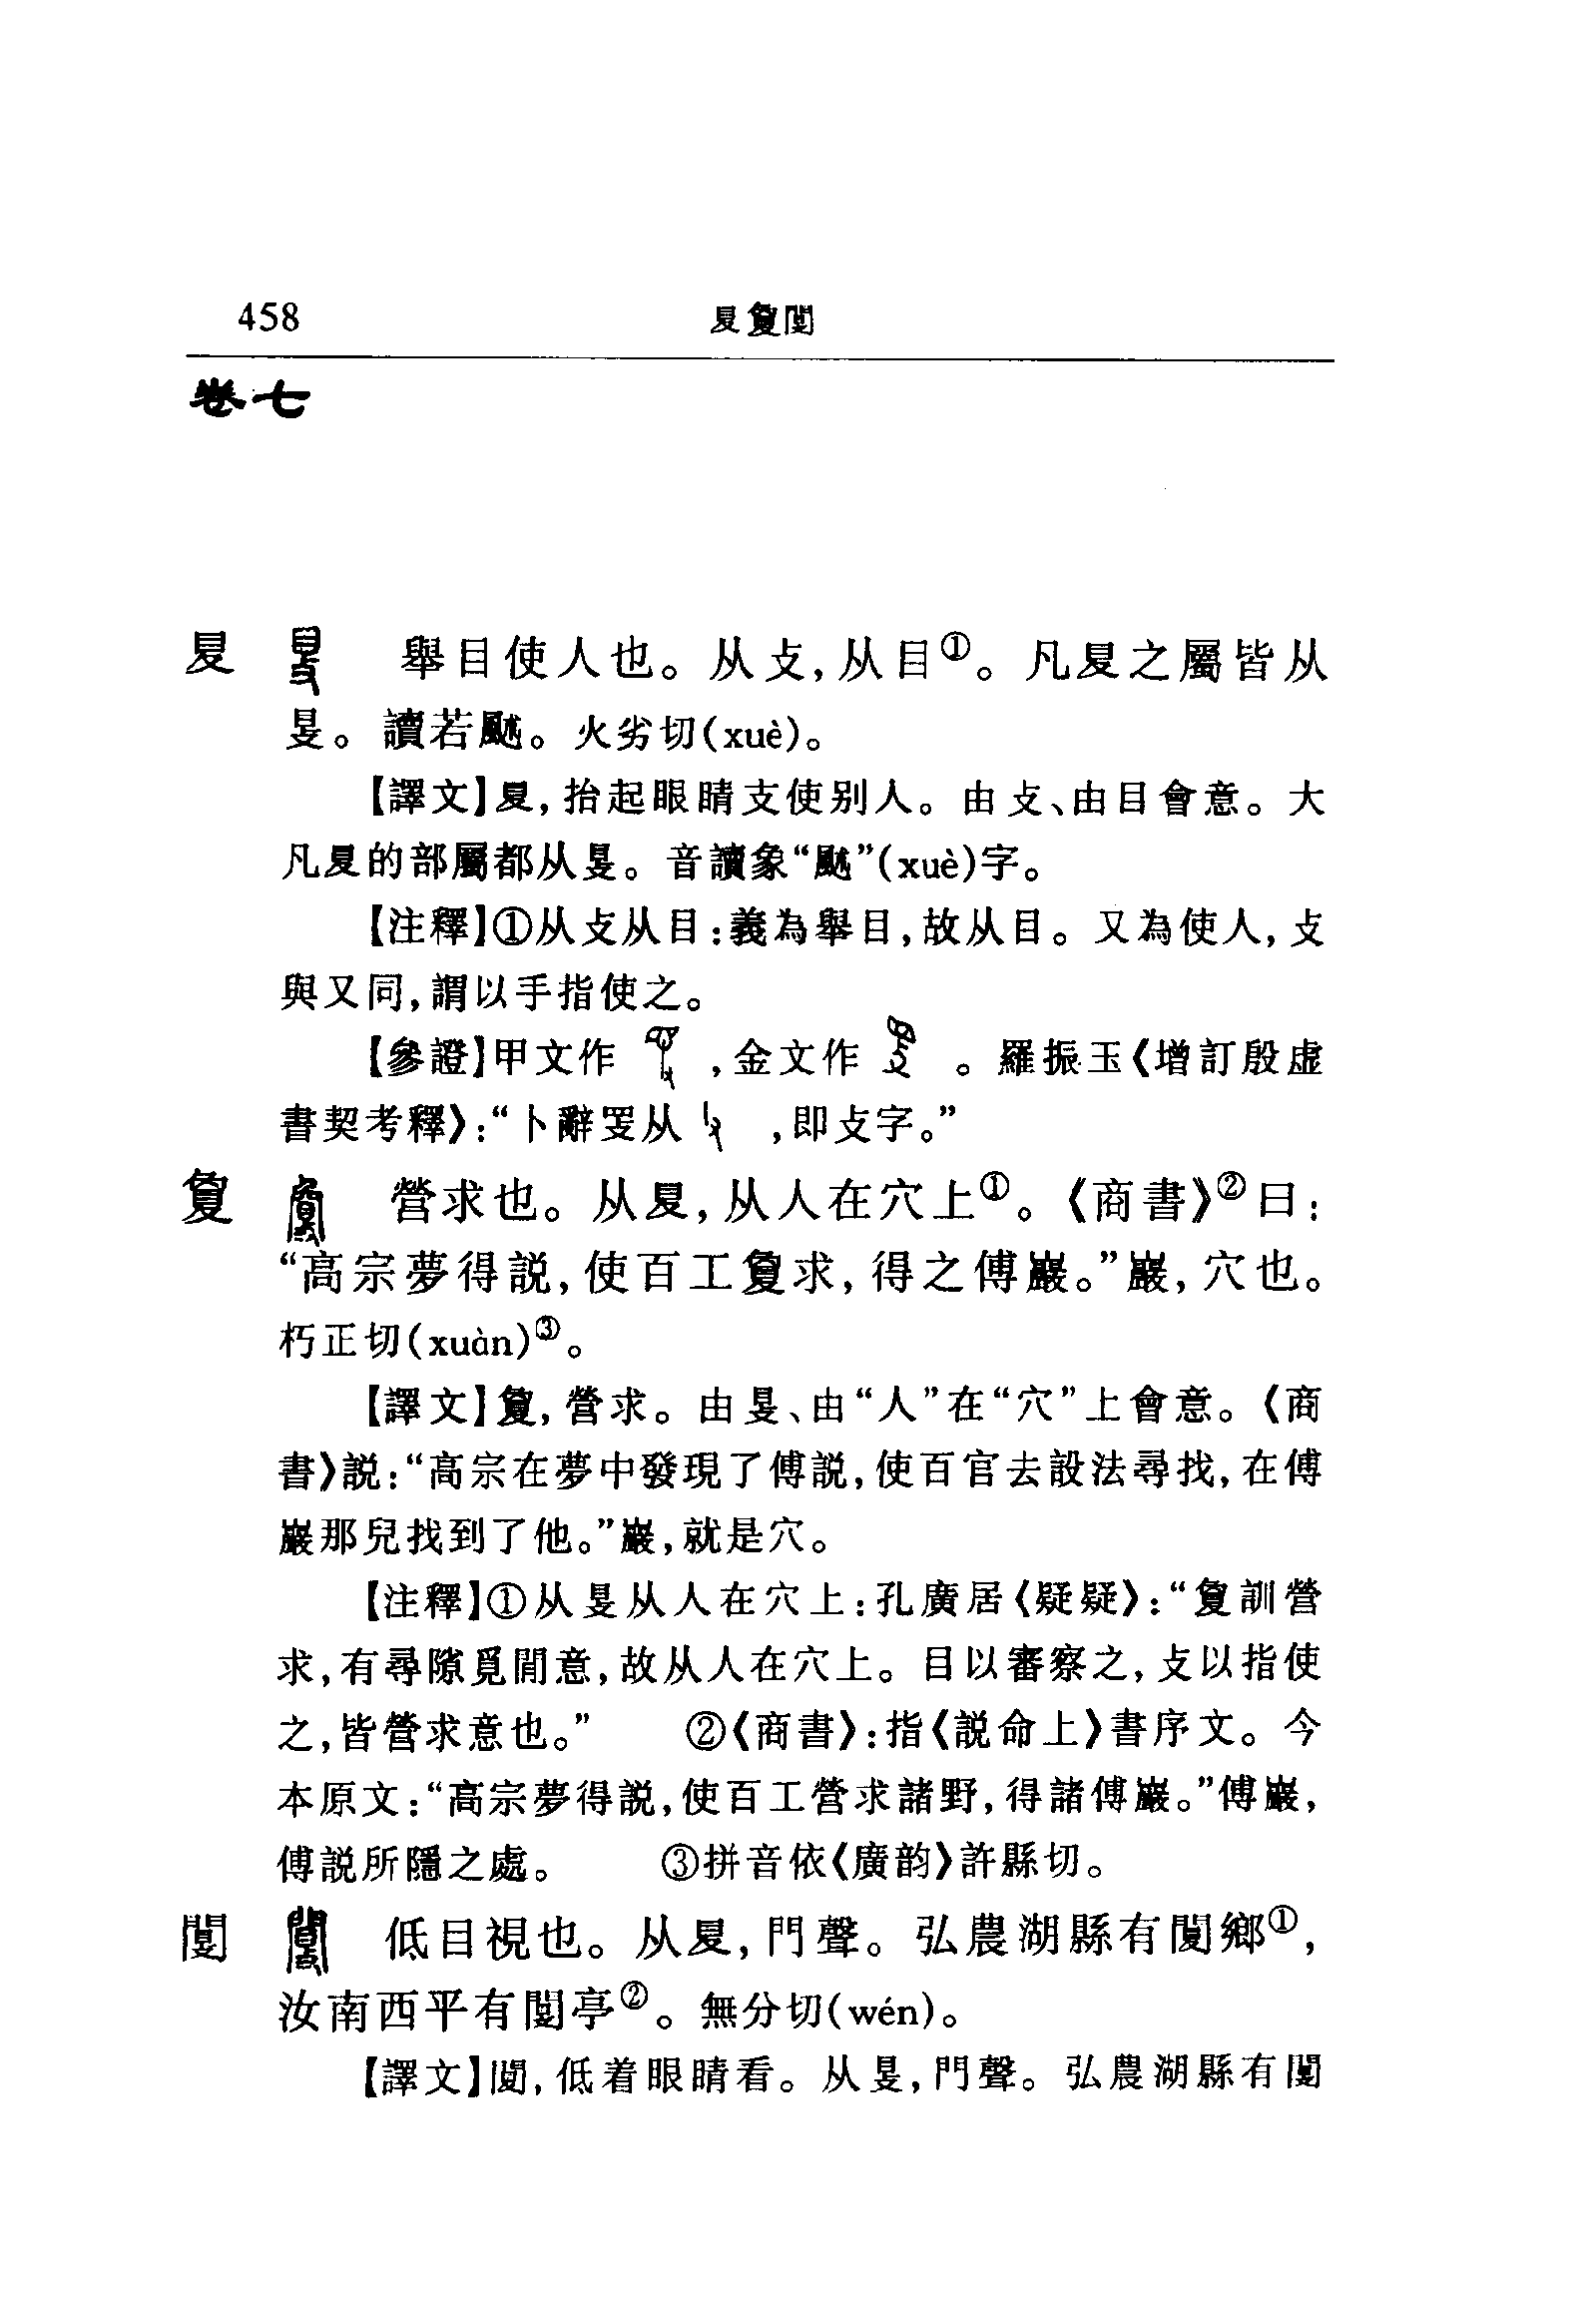 458 夏敻閿
卷七
夏 舉目使人也。从攴,从目①。凡夏之屬皆从
旻。讀若颭。火劣切(xuè)。
【譯文】夏,抬起眼睛支使别人。由攴、由目會意。大
凡夏的部屬都从旻。音讀象“颭”(xuè)字。
【注釋】①从攴从目:義為舉目,故从目。又為使人,攴
與又同,謂以手指使之。
【參證】甲文作 ,金文作 。羅振玉《增訂殷虚
書契考釋》:“卜辭从 ,即攴字。”
敻 營求也。从夏,从人在穴上①。《商書》②曰:
“高宗夢得説,使百工敻求,得之傅巖。”巖,穴也。
朽正切(xuàn)③。
【譯文】敻,營求。由旻、由“人”在“穴”上會意。《商
書》説:“高宗在夢中發現了傅説,使百官去設法尋找,在傅
巖那兒找到了他。”巖,就是穴。
【注釋】①从旻从人在穴上:孔廣居《疑疑》:“敻訓營
求,有尋隙覓閒意,故从人在穴上。目以審察之,攴以指使
之,皆營求意也。” ②《商書》:指《説命上》書序文。今
本原文:“高宗夢得説,使百工營求諸野,得諸傅巖。”傅巖,
傅説所隱之處。 ③拼音依《廣韵》許縣切。
閿 低目視也。从夏,門聲。弘農湖縣有閿鄉①,
汝南西平有閿亭②。無分切(wén)。
【譯文】閿,低着眼睛看。从旻,門聲。弘農湖縣有閿